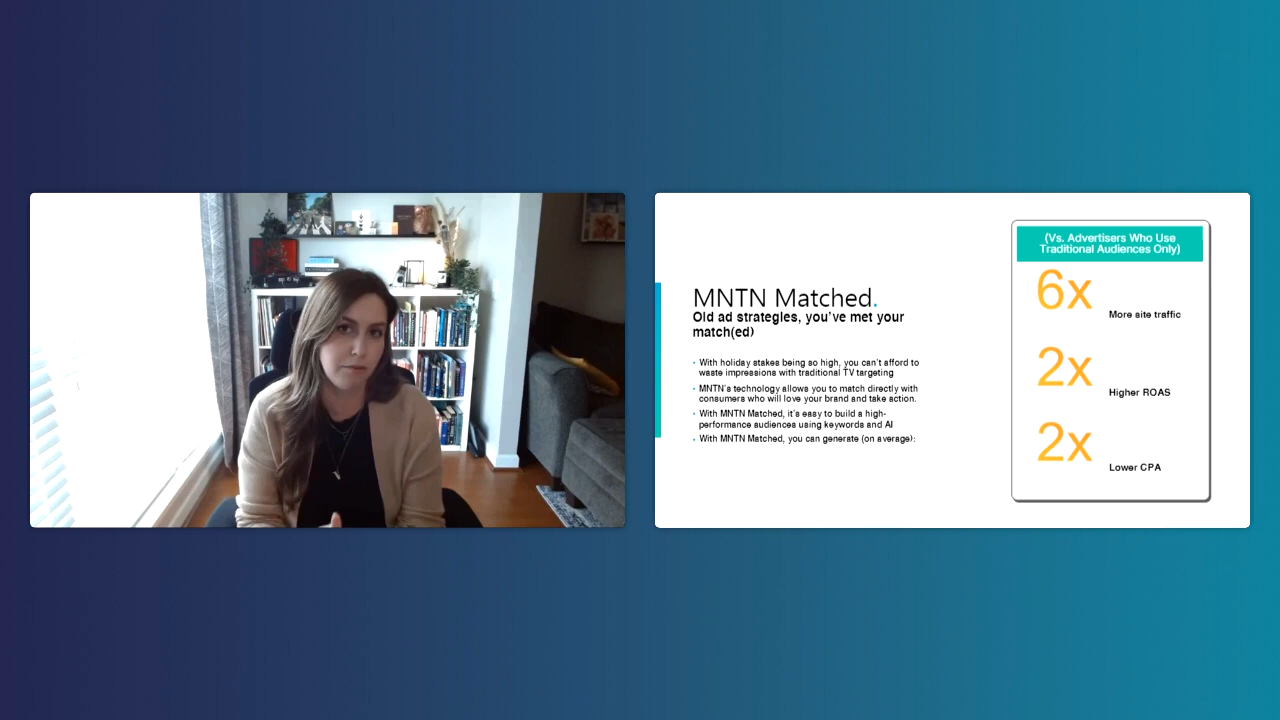 MNTN Matched.
Old ad strategies, you've met your
match(ed)
• With holiday stakes being so high, you can't afford to
waste impressions with traditional TV targeting
• MNTN's technology allows you to match directly with
consumers who will love your brand and take action.
• With MNTN Matched, it's easy to build a high-
performance audiences using keywords and AI
• With MNTN Matched, you can generate (on average):
(Vs. Advertisers Who Use
Traditional Audiences Only)
6x
More site traffic
2x
Higher ROAS
2x
Lower CPA